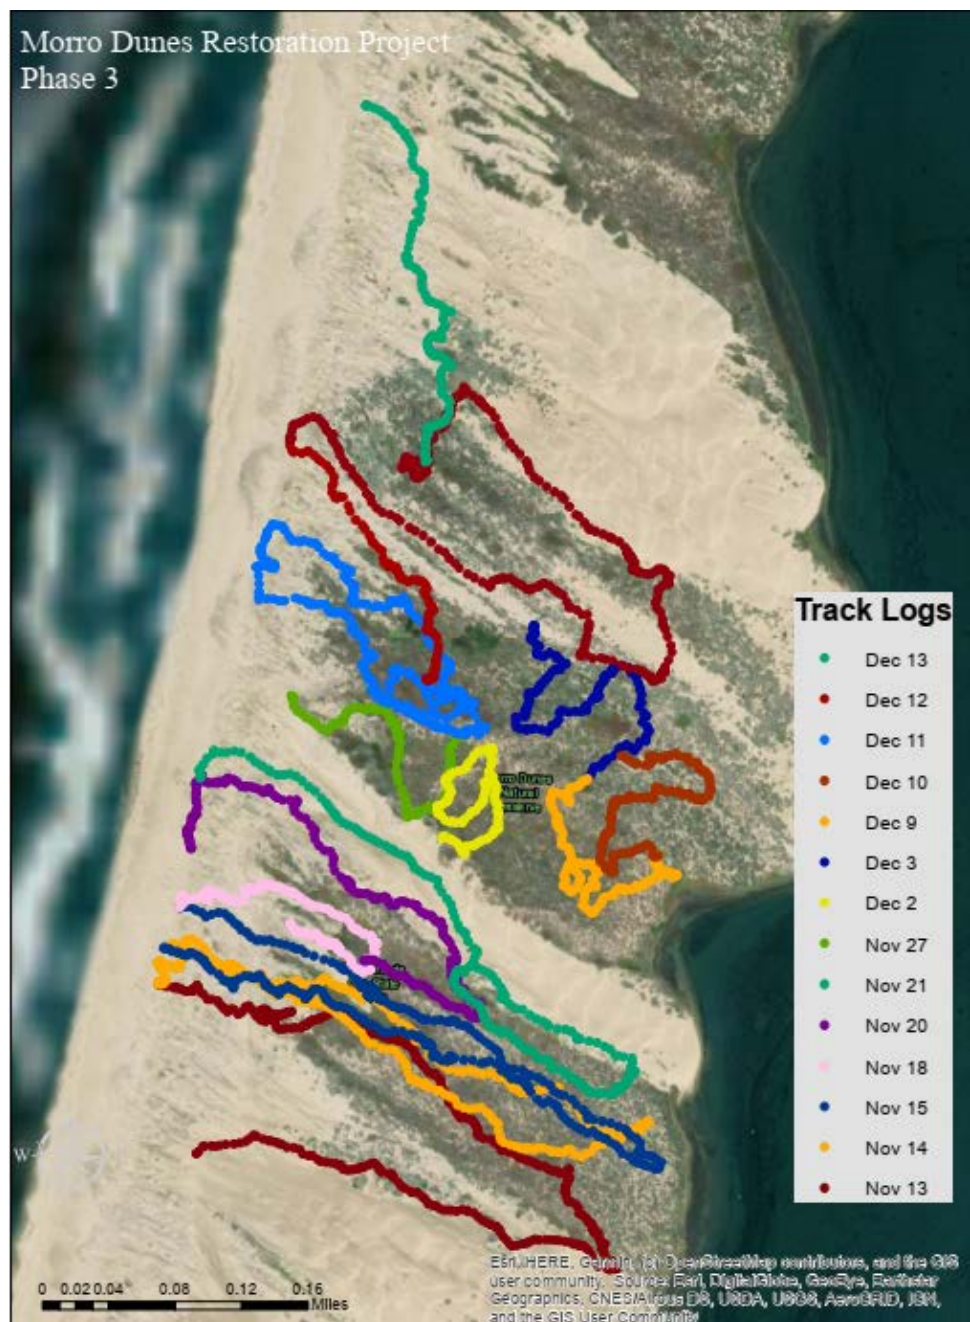 Morro Dunes Restoration Project
Phase 3
Track Logs
Dec 13
Dec 12
Dec 11
Dec 10
Dec 9
Dec 3
Dec 2
Nov 27
Nov 21
Nov 20
Nov 18
Nov 15
Nov 14
Nov 13
Natural
W
0 0.02 0.04 0.08 0.12 0.16
Miles
Esri, HERE, Garmin, (c) OpenStreetMap contributors, and the GIS
user community, Source: Esri, DigitalGlobe, GeoEye, Earthstar
Geographics, CNES/Airbus DS, USDA, USGS, AeroGRID, IGN,
and the GIS User Community